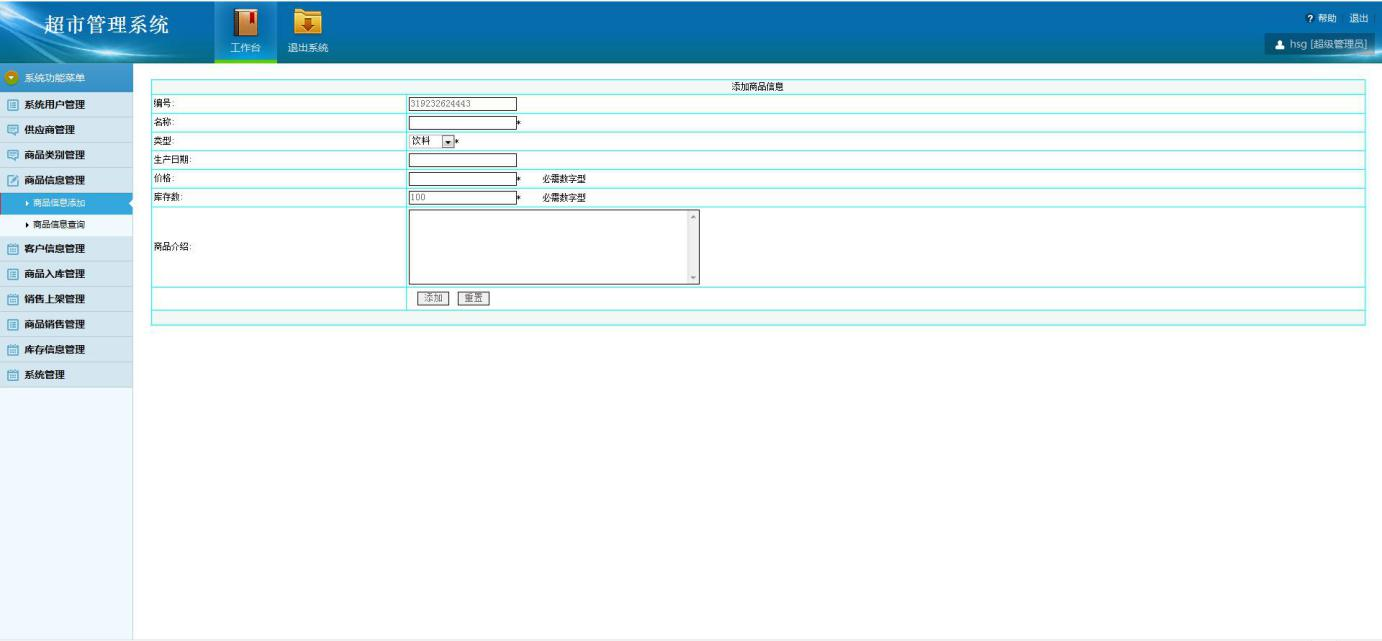 超市管理系统
工作台
退出系统
帮助 退出
hsg [超级管理员]
系统功能菜单
系统用户管理
供应商管理
商品类别管理
商品信息管理
商品信息添加
商品信息查询
客户信息管理
商品入库管理
销售上架管理
商品销售管理
库存信息管理
系统管理
添加商品信息
编号: 319232624443
名称: *
类型: 饮料 *
生产日期:
价格: * 必需数字型
库存数: 100 * 必需数字型
商品介绍:
添加 重置